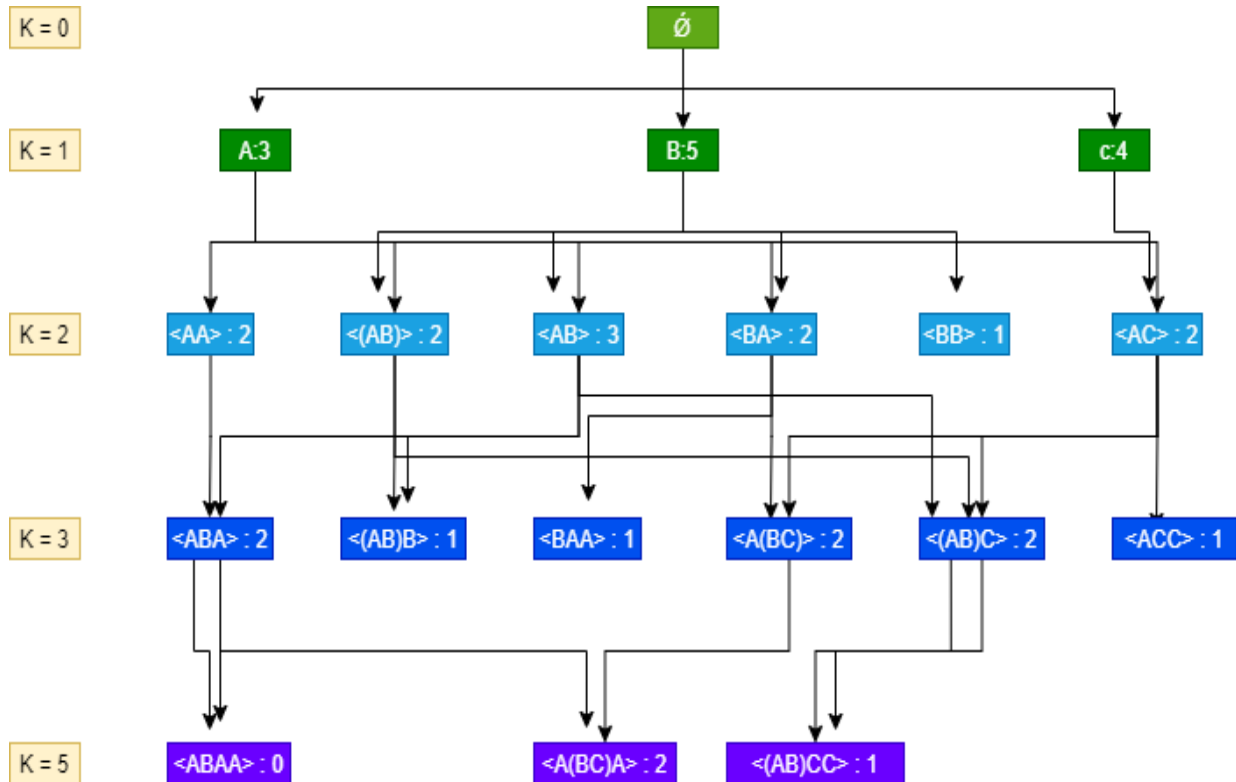 K = 0
Ǿ
K = 1
A:3
B:5
c:4
K = 2
<AA> : 2
<(AB)> : 2
<AB> : 3
<BA> : 2
<BB> : 1
<AC> : 2
K = 3
<ABA> : 2
<(AB)B> : 1
<BAA> : 1
<A(BC)> : 2
<(AB)C> : 2
<ACC> : 1
K = 5
<ABAA> : 0
<A(BC)A> : 2
<(AB)CC> : 1